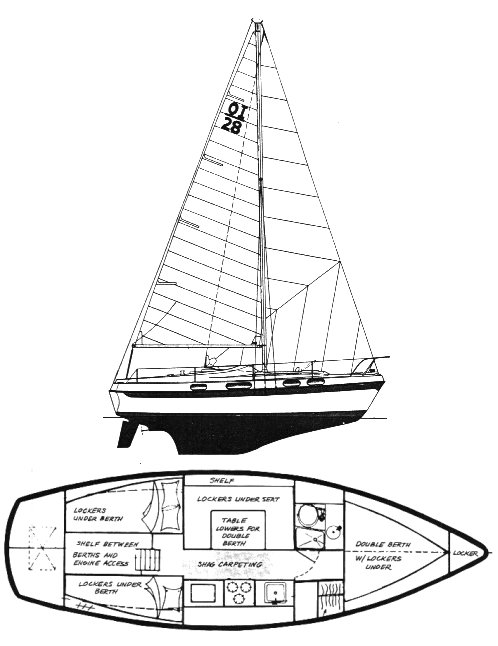 OI
28
SHELF
LOCKERS UNDER SEAT
LOCKERS
UNDER BERTH
TABLE
LOWERS FOR
DOUBLE
BERTH
SHELF BETWEEN
BERTHS AND
ENGINE ACCESS
SHAG CARPETING
LOCKERS UNDER
BERTH
DOUBLE BERTH
W/ LOCKERS
UNDER
LOCKER